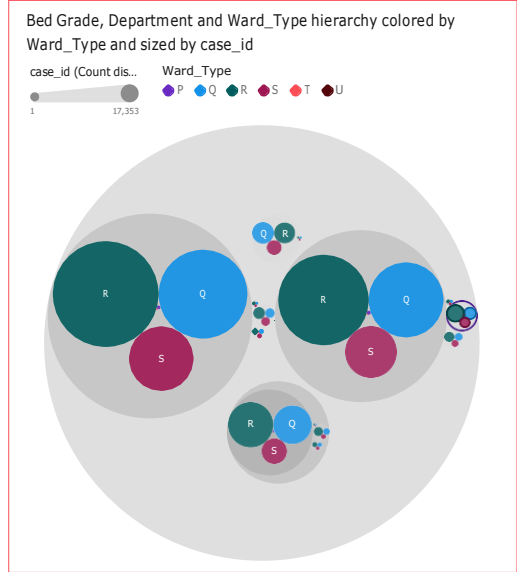 Bed Grade, Department and Ward_Type hierarchy colored by
Ward_Type and sized by case_id
case_id (Count dis... Ward_Type
P Q R S T U
1 17,353
Q R
R Q R Q
S S
R Q
S